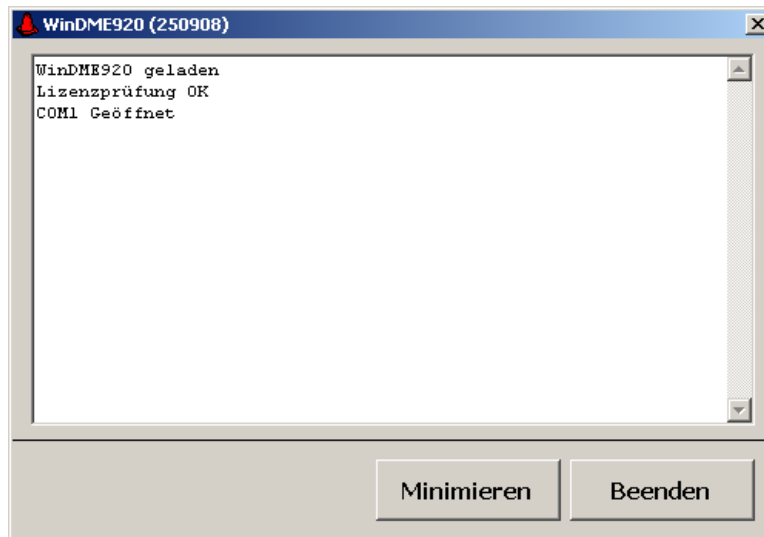 WinDME920 (250908)
WinDME920 geladen
Lizenzprüfung OK
COM1 Geöffnet
Minimieren
Beenden